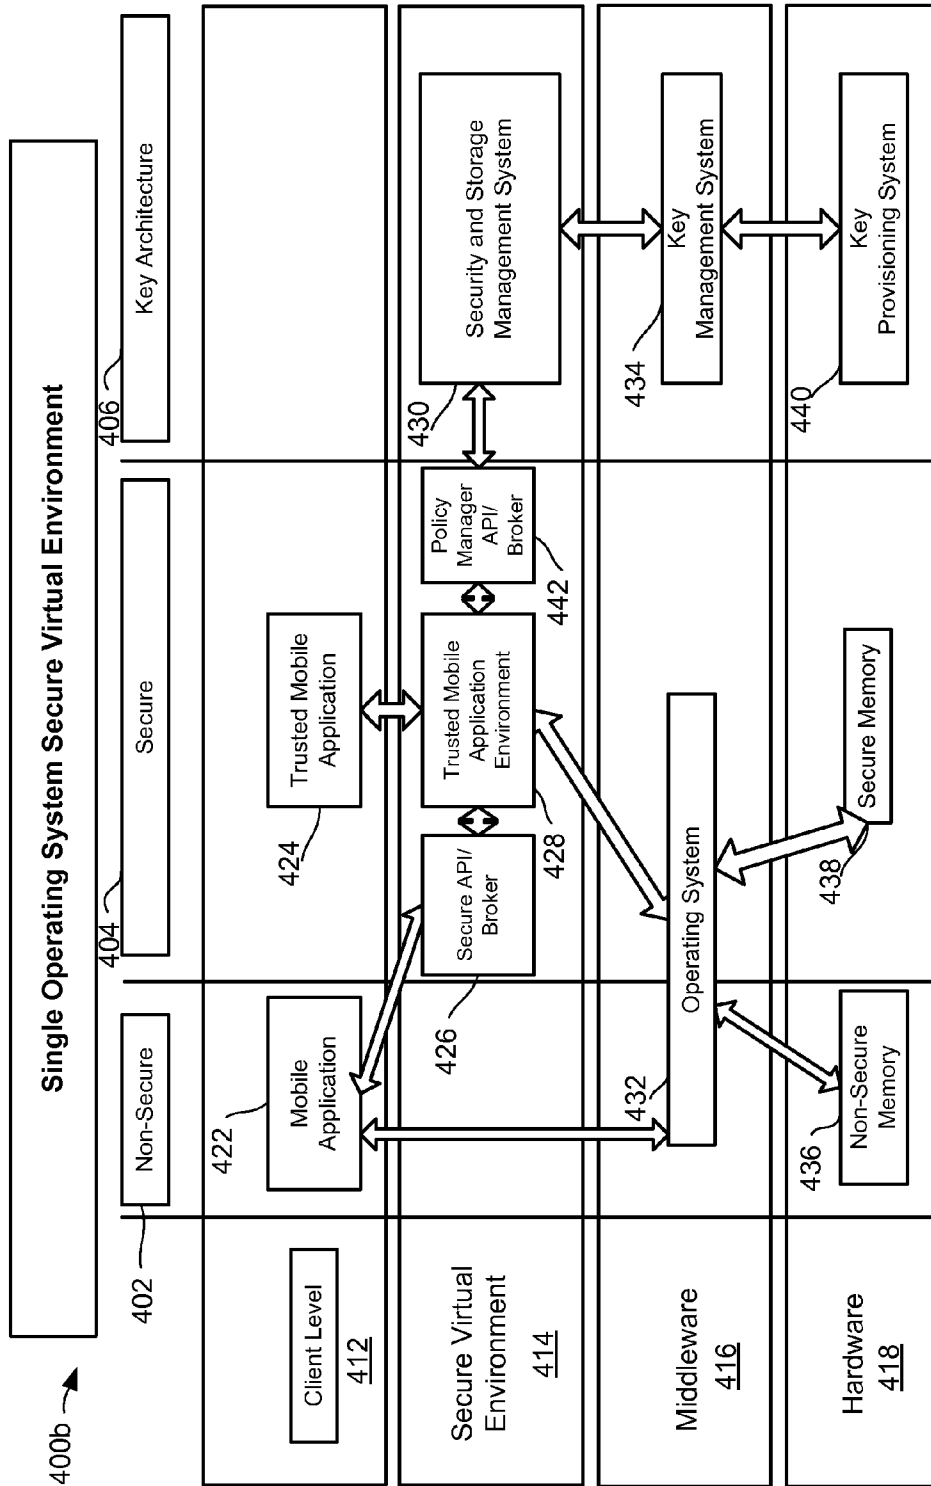 400b
Single Operating System Secure Virtual Environment
402
Non-Secure
404
Secure
406
Key Architecture
Client Level
412
422
Mobile
Application
424
Trusted Mobile
Application
Secure Virtual
Environment
414
426
Secure API/
Broker
428
Trusted Mobile
Application
Environment
442
Policy
Manager
API/
Broker
430
Security and Storage
Management System
Middleware
416
432
Operating System
434
Key
Management System
Hardware
418
436
Non-Secure
Memory
438
Secure Memory
440
Key
Provisioning System